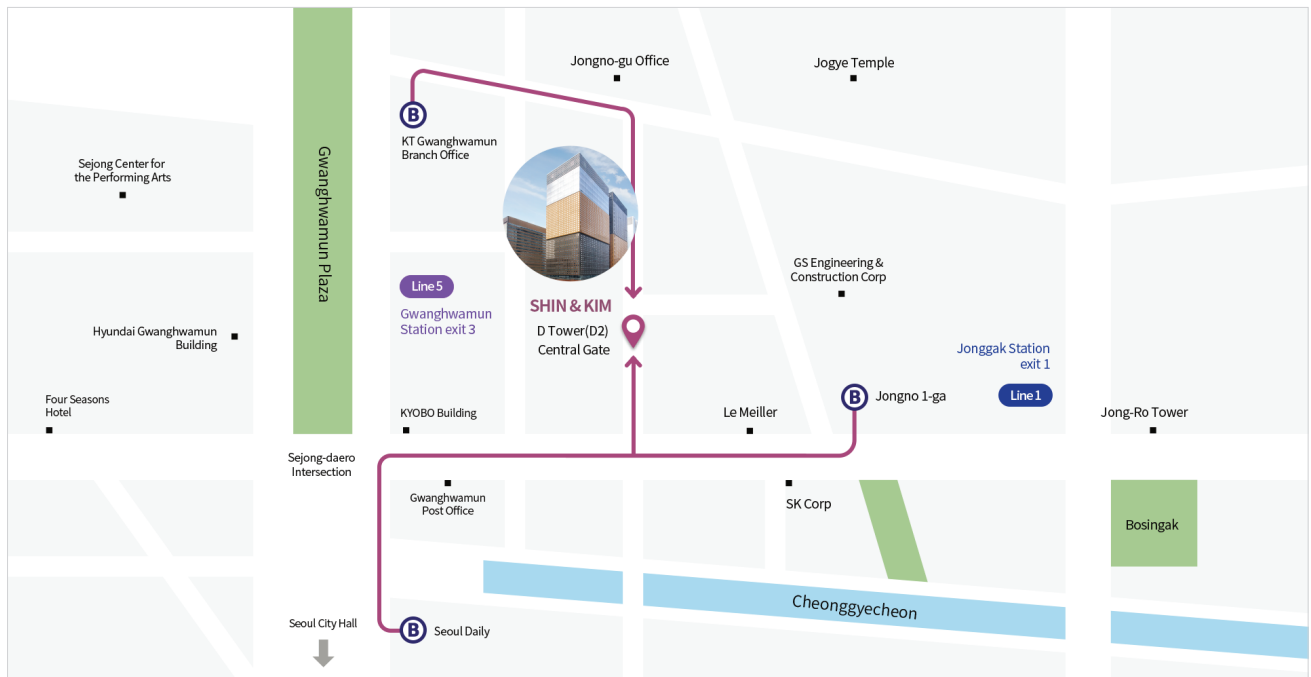 Jongno-gu Office
Jogye Temple
B
KT Gwanghwamun
Branch Office
Sejong Center for
the Performing Arts
Gwanghwamun Plaza
GS Engineering &
Construction Corp
Line 5
Gwanghwamun
Station exit 3
SHIN & KIM
D Tower(D2)
Central Gate
Hyundai Gwanghwamun
Building
Jonggak Station
exit 1
Line 1
B
Jongno 1-ga
Four Seasons
Hotel
KYOBO Building
Le Meiller
Jong-Ro Tower
Sejong-daero
Intersection
Gwanghwamun
Post Office
SK Corp
Bosingak
Cheonggyecheon
Seoul City Hall
B
Seoul Daily